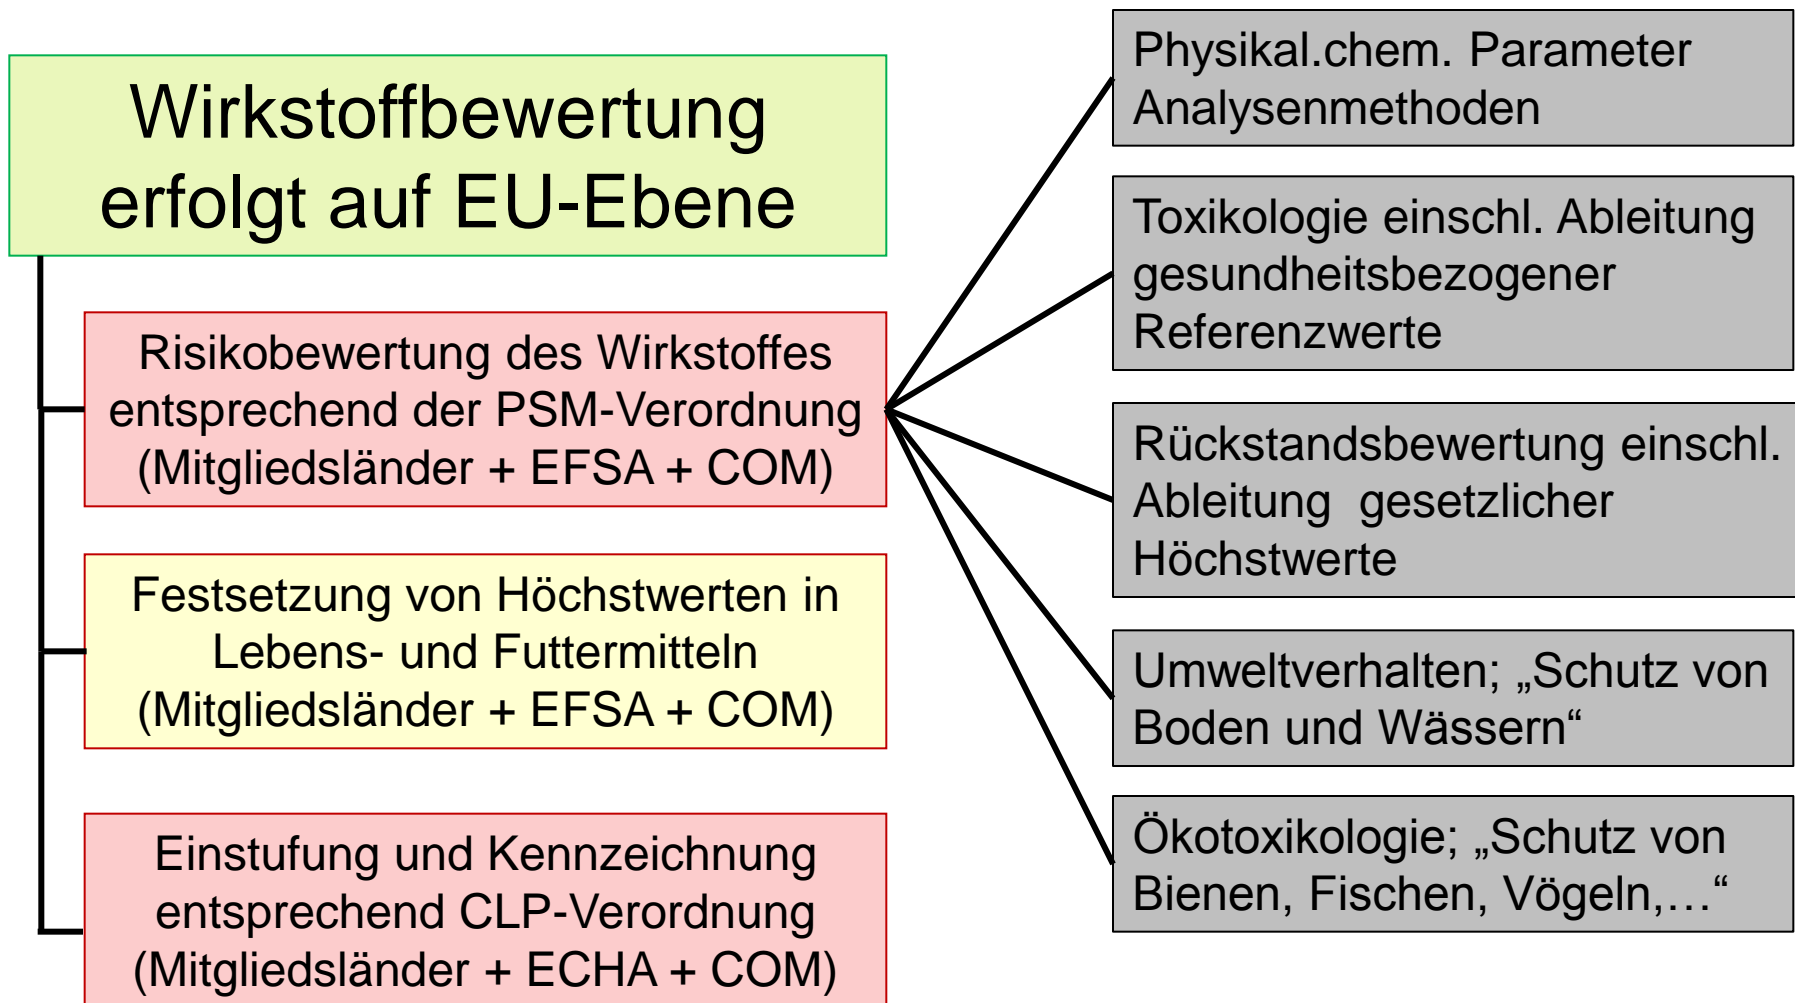 Wirkstoffbewertung
erfolgt auf EU-Ebene
Risikobewertung des Wirkstoffes
entsprechend der PSM-Verordnung
(Mitgliedsländer + EFSA + COM)
Festsetzung von Höchstwerten in
Lebens- und Futtermitteln
(Mitgliedsländer + EFSA + COM)
Einstufung und Kennzeichnung
entsprechend CLP-Verordnung
(Mitgliedsländer + ECHA + COM)
Physikal.chem. Parameter
Analysenmethoden
Toxikologie einschl. Ableitung
gesundheitsbezogener
Referenzwerte
Rückstandsbewertung einschl.
Ableitung  gesetzlicher
Höchstwerte
Umweltverhalten; „Schutz von
Boden und Wässern“
Ökotoxikologie; „Schutz von
Bienen, Fischen, Vögeln,…“